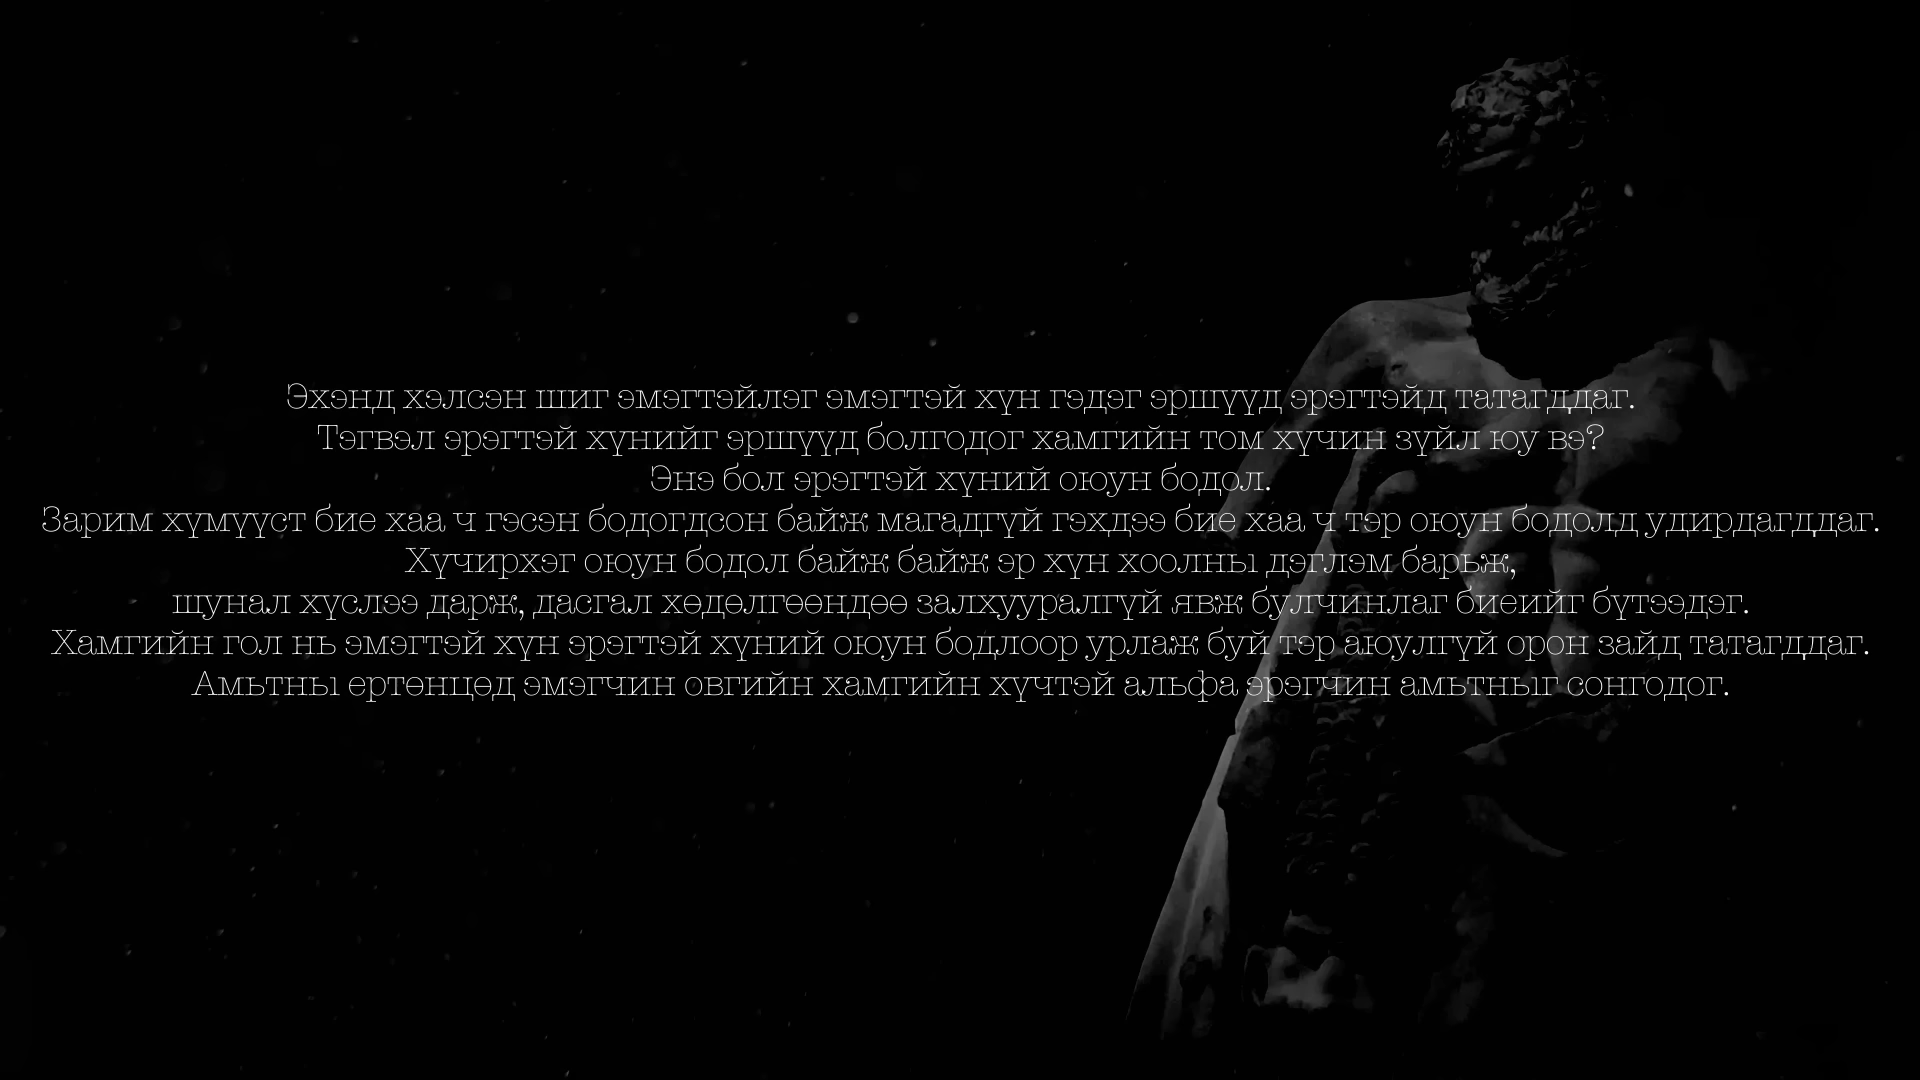 Эхэнд хэлсэн шиг эмэгтэйлэг эмэгтэй хүн гэдэг эршүүд эрэгтэйд татагддаг.
Тэгвэл эрэгтэй хүнийг эршүүд болгодог хамгийн том хүчин зүйл юу вэ?
Энэ бол эрэгтэй хүний оюун бодол.
Зарим хүмүүст бие хаа ч гэсэн бодогдсон байж магадгүй гэхдээ бие хаа ч тэр оюун бодолд удирдагддаг.
Хүчирхэг оюун бодол байж байж эр хүн хоолны дэглэм барьж,
шунал хүслээ дарж, дасгал хөдөлгөөндөө залхууралгүй явж булчинлаг биеийг бүтээдэг.
Хамгийн гол нь эмэгтэй хүн эрэгтэй хүний оюун бодлоор урлаж буй тэр аюулгүй орон зайд татагддаг.
Амьтны ертөнцөд эмэгчин овгийн хамгийн хүчтэй альфа эрэгчин амьтныг сонгодог.